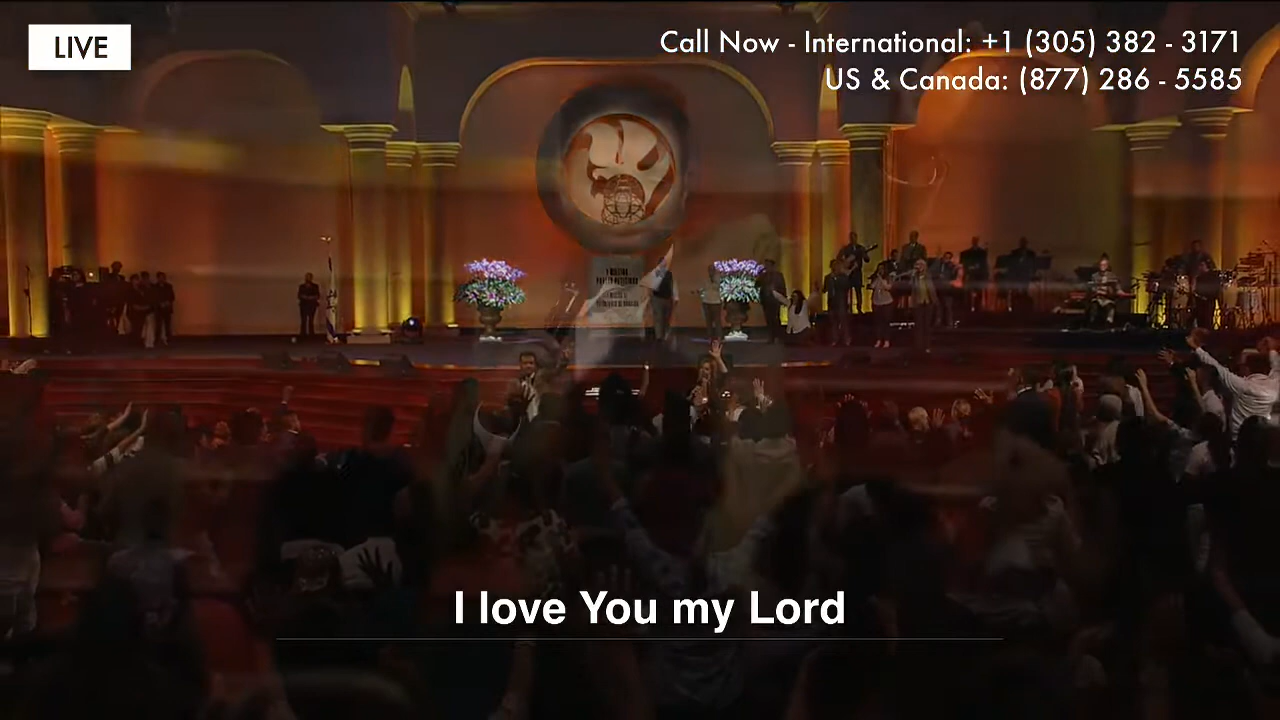 LIVE
Call Now - International: +1 (305) 382 - 3171
US & Canada: (877) 286 - 5585
I love You my Lord